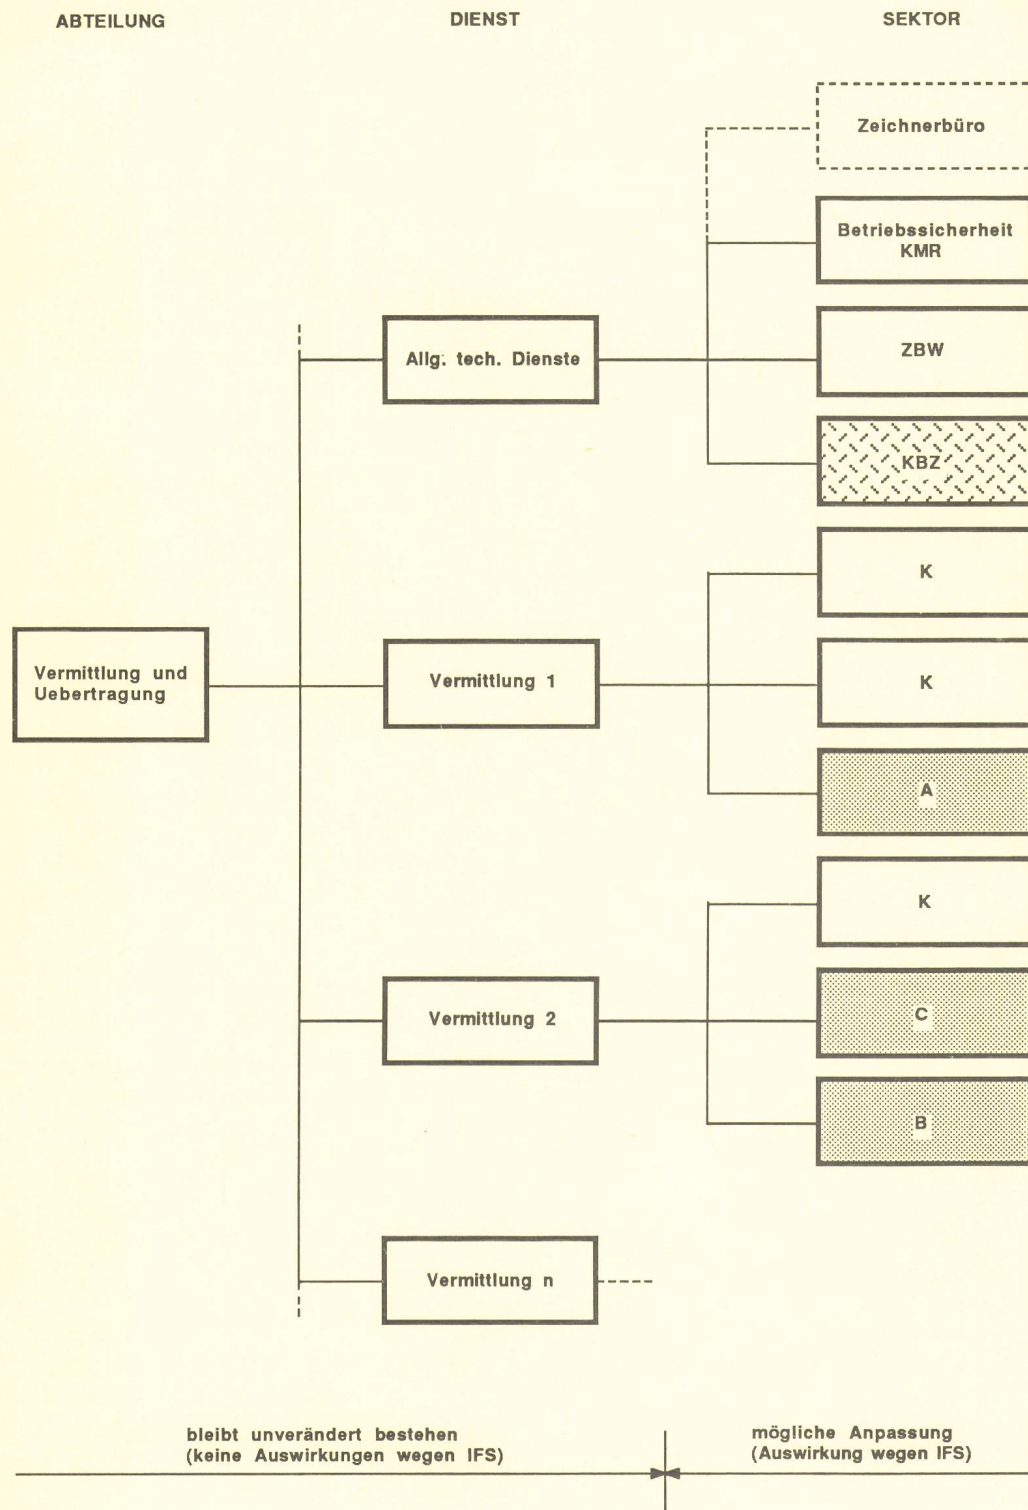 ABTEILUNG
DIENST
SEKTOR
Zeichnerbüro
Betriebssicherheit
KMR
Allg. tech. Dienste
ZBW
KBZ
K
Vermittlung und
Uebertragung
Vermittlung 1
K
A
K
Vermittlung 2
C
B
Vermittlung n
bleibt unverändert bestehen
(keine Auswirkungen wegen IFS)
mögliche Anpassung
(Auswirkung wegen IFS)